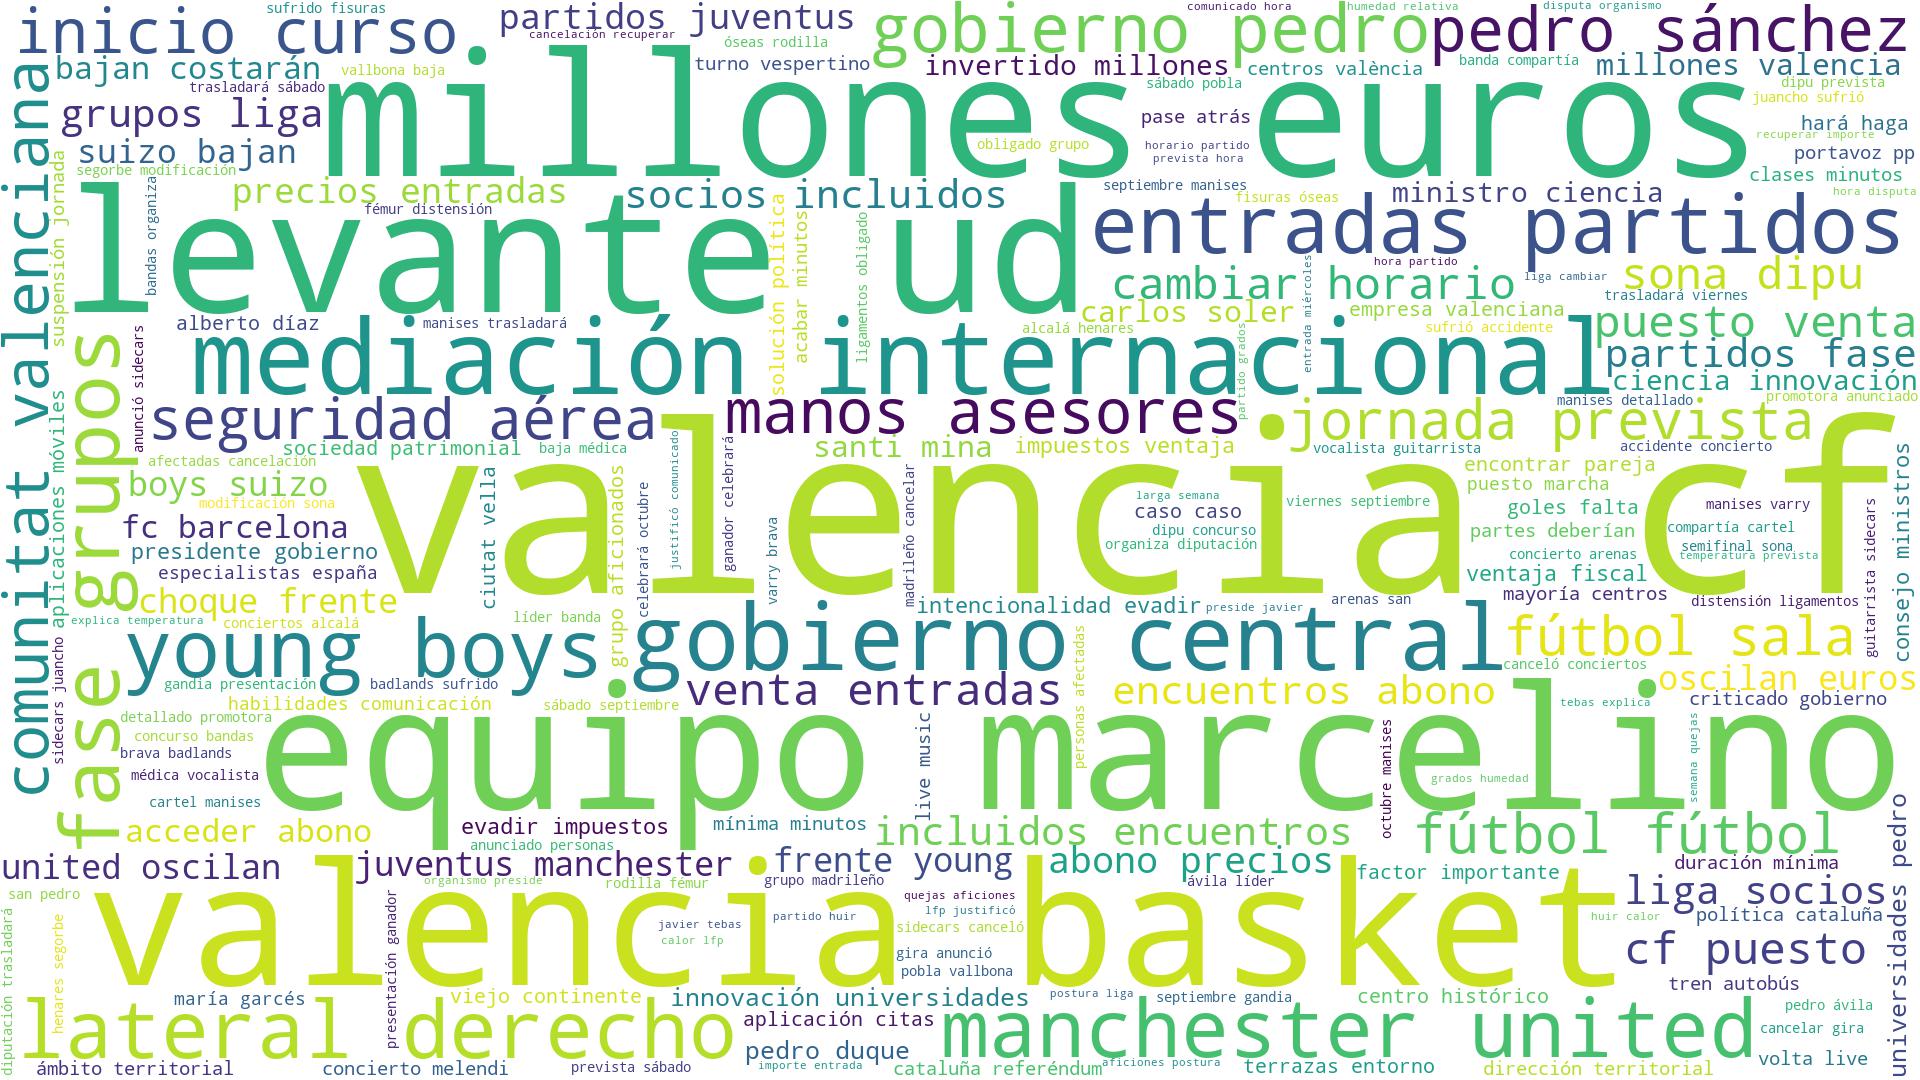 sufrido fisuras
inicio curso
partidos juventus
cancelación recuperar
gobierno pedro
comunicado hora
humedad relativa
disputa organismo
pedro sánchez
bajan costarán
vallbona baja
óseas rodilla
turno vespertino
invertido millones
centros valència
banda compartía
millones valencia
trasladará sábado
grupos liga
millones euros
sábado pobla
dipu prevista
juancho sufrió
pase atrás
hará haga
suizo bajan
obligado grupo
horario partido
prevista hora
recuperar importe
portavoz pp
segorbe modificación
clases minutos
comunitat valenciana
suspensión jornada
bandas organiza
precios entradas
fémur distensión
socios incluidos
septiembre manises
fisuras óseas
ministro ciencia
hora disputa
levante ud
solución política
acabar minutos
ligamentos obligado
entradas partidos
hora partido
cambiar horario
entrada miércoles
liga cambiar
sona dipu
trasladará viernes
alberto díaz
manises trasladará
carlos soler
alcalá henares
empresa valenciana
sufrió accidente
puesto venta
anunció sidecars
mediación internacional
partido grados
partidos fase
ciencia innovación
fase grupos
aplicaciones móviles
seguridad aérea
manos asesores
jornada prevista
manises detallado
promotora anunciado
sociedad patrimonial
baja médica
justificó comunicado
ganador celebrará
santi mina
impuestos ventaja
vocalista guitarrista
accidente concierto
consejo ministros
afectadas cancelación
boys suizo
modificación sona
valencia cf
ciutat vella
grupo aficionados
celebrará octubre
varry brava
madrileño cancelar
larga semana
caso caso
dipu concurso
organiza diputación
viernes septiembre
encontrar pareja
puesto marcha
goles falta
manises varry
partes deberían
compartía cartel
semifinal sona
guitarrista sidecars
fc barcelona
presidente gobierno
especialistas españa
concierto arenas
temperatura prevista
ventaja fiscal
choque frente
intencionalidad evadir
preside javier
arenas san
mayoría centros
distensión ligamentos
explica temperatura
conciertos alcalá
líder banda
sidecars juancho
young boys
gobierno central
fútbol sala
canceló conciertos
gandia presentación
badlands sufrido
personas afectadas
oscilan euros
habilidades comunicación
sábado septiembre
venta entradas
encuentros abono
tebas explica
criticado gobierno
detallado promotora
concurso bandas
brava badlands
equipo marcelino
live music
octubre manises
semana quejas
médica vocalista
grados humedad
cartel manises
acceder abono
evadir impuestos
mínima minutos
incluidos encuentros
fútbol fútbol
universidades pedro
anunciado personas
united oscilan
juventus manchester
frente young
abono precios
duración mínima
organismo preside
rodilla fémur
grupo madrileño
ávila líder
factor importante
san pedro
presentación ganador
quejas aficiones
lfp justificó
liga socios
diputación trasladará
henares segorbe
valencia basket
javier tebas
partido huir
calor lfp
sidecars canceló
huir calor
política cataluña
gira anunció
cf puesto
pobla vallbona
tren autobús
maría garcés
viejo continente
innovación universidades
postura liga
septiembre gandia
centro histórico
pedro ávila
lateral derecho
aplicación citas
manchester united
cancelar gira
pedro duque
volta live
ámbito territorial
concierto melendi
prevista sábado
importe entrada
cataluña referéndum
aficiones postura
terrazas entorno
dirección territorial